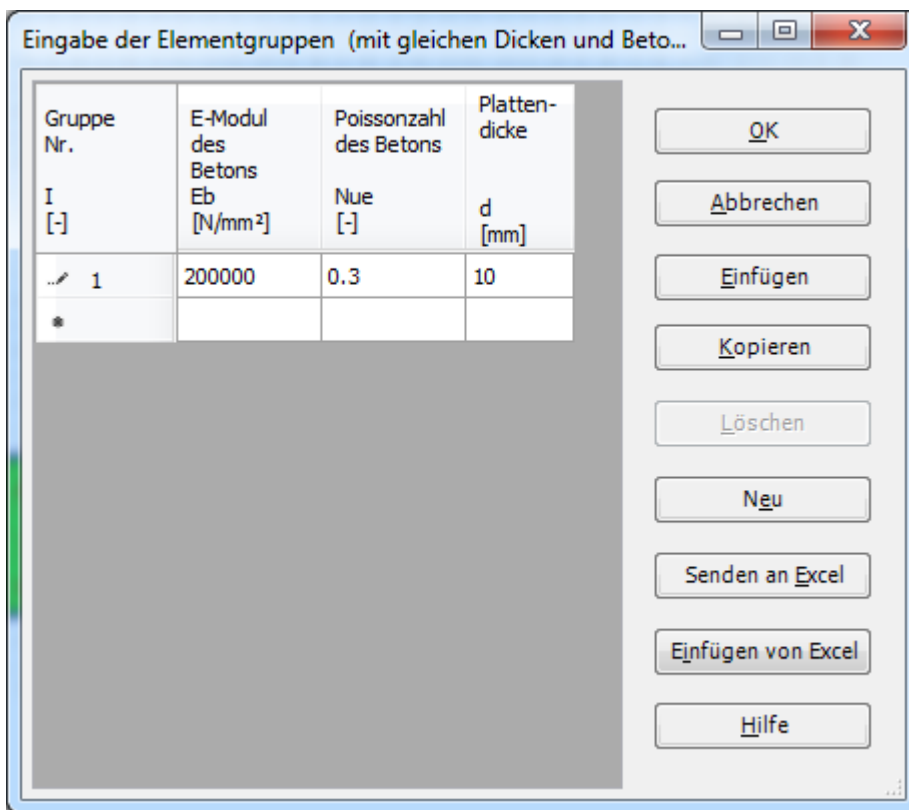 Eingabe der Elementgruppen (mit gleichen Dicken und Beto...
Gruppe
Nr.
I
[-]
E-Modul
des
Betons
Eb
[N/mm²]
Poissonzahl
des Betons
Nue
[-]
Platten-
dicke
d
[mm]
1 200000 0.3 10
OK
Abbrechen
Einfügen
Kopieren
Löschen
Neu
Senden an Excel
Einfügen von Excel
Hilfe